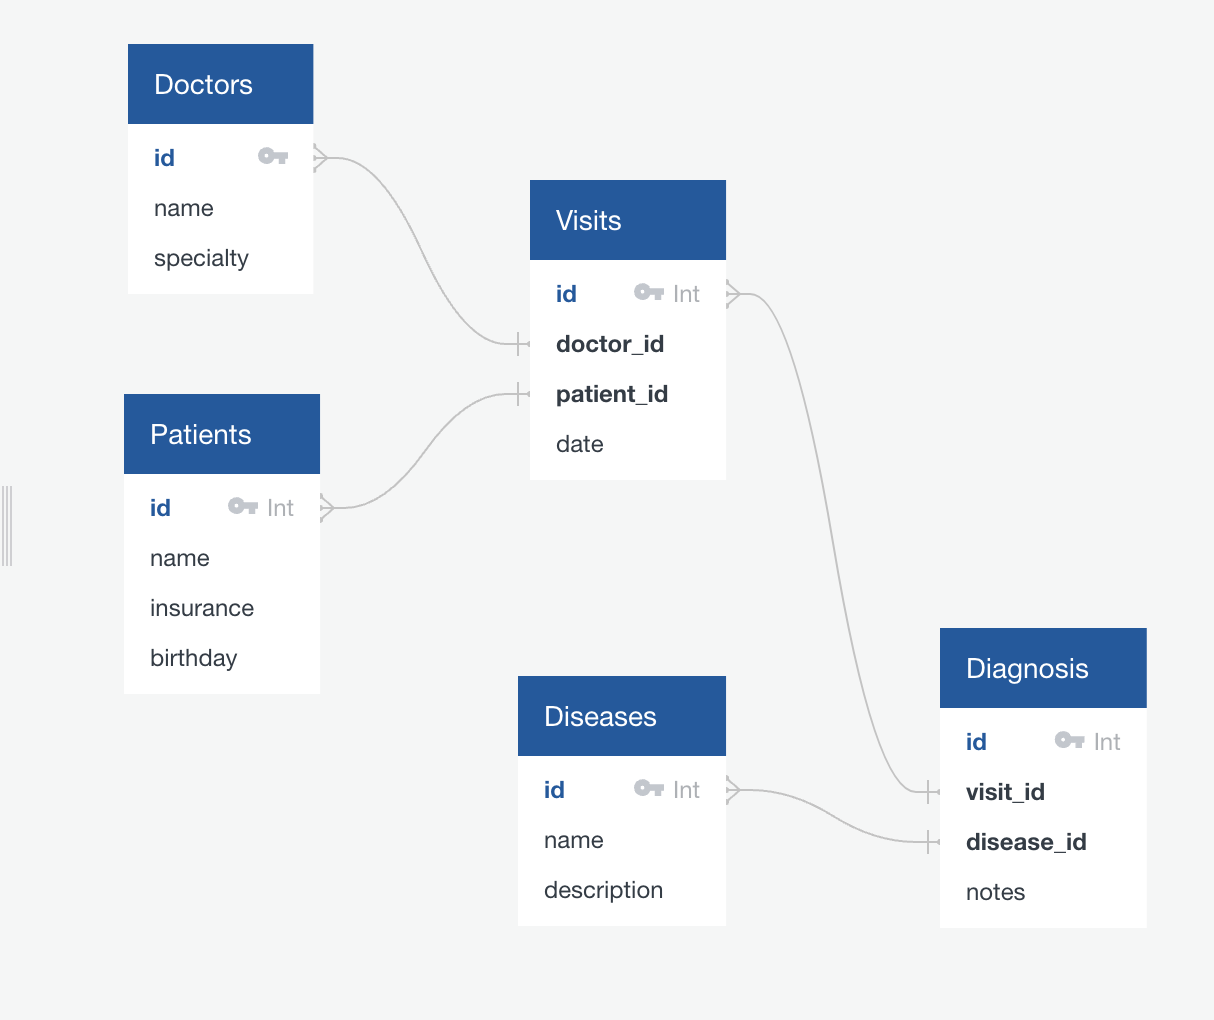 Doctors
id
name
specialty
Visits
id Int
doctor_id
patient_id
date
Patients
id Int
name
insurance
birthday
Diseases
id Int
name
description
Diagnosis
id Int
visit_id
disease_id
notes